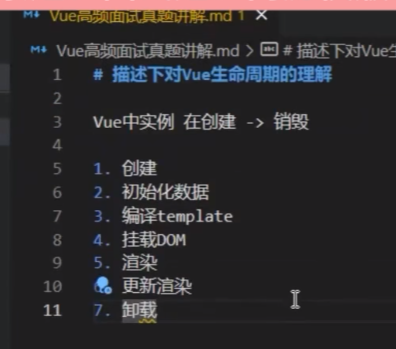 Vue高频面试真题讲解.md 1 ×
Vue高频面试真题讲解.md > # 描述下对Vue
1 # 描述下对Vue生命周期的理解
2
3 Vue中实例 在创建 -> 销毁
4
5 1. 创建
6 2. 初始化数据
7 3. 编译template
8 4. 挂载DOM
9 5. 渲染
10 更新渲染
11 7. 卸载